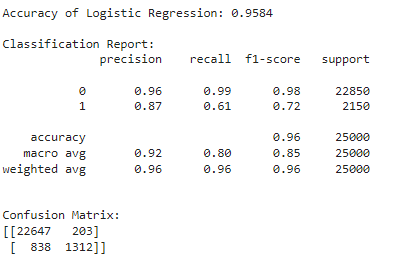 Accuracy of Logistic Regression: 0.9584
Classification Report:
precision recall f1-score support
0 0.96 0.99 0.98 22850
1 0.87 0.61 0.72 2150
accuracy 0.96 25000
macro avg 0.92 0.80 0.85 25000
weighted avg 0.96 0.96 0.96 25000
Confusion Matrix:
[[22647 203]
[ 838 1312]]